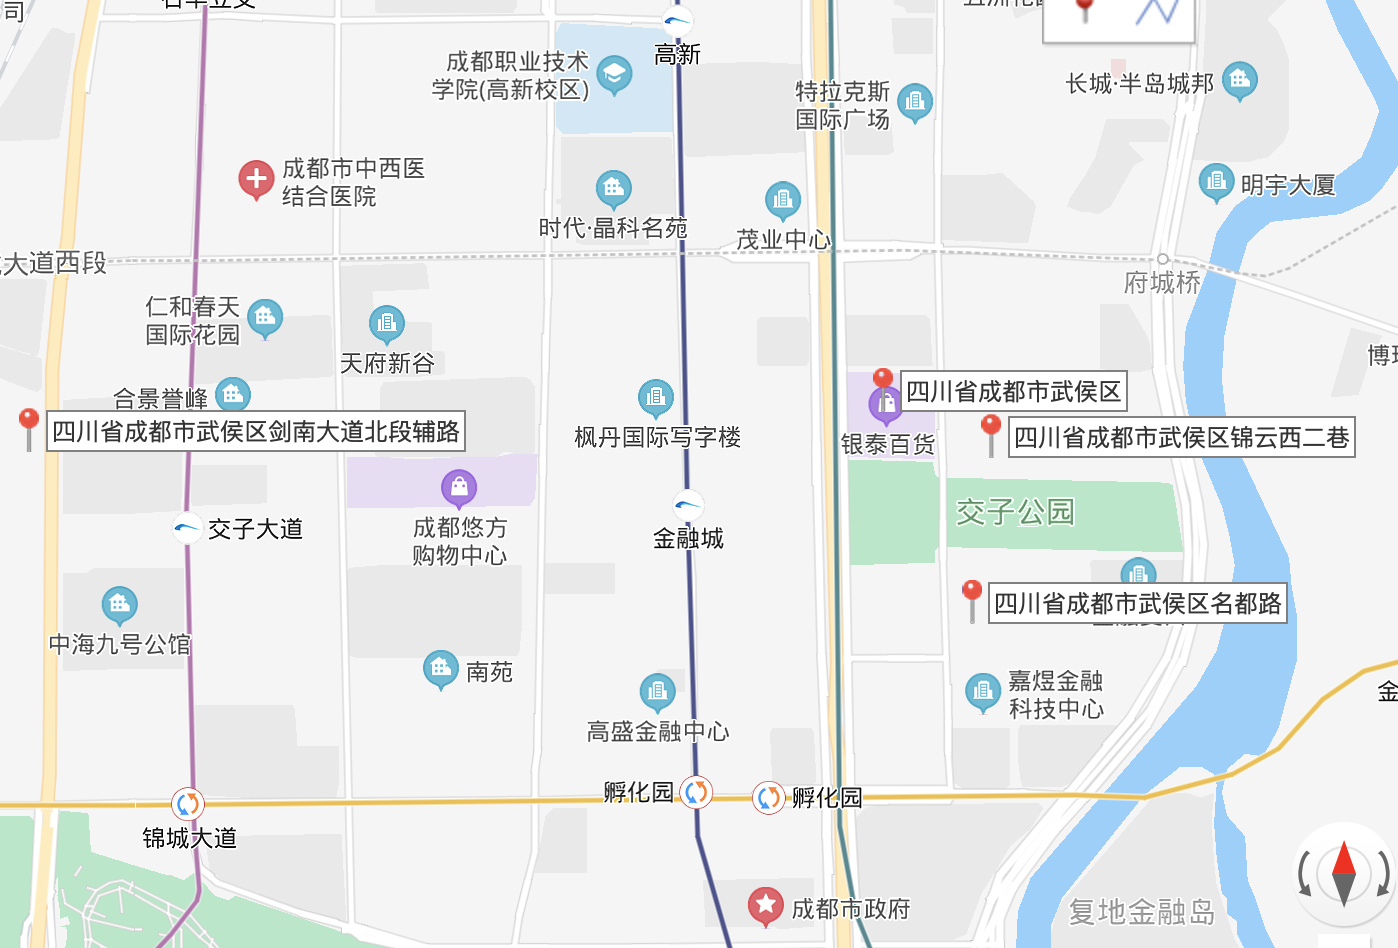 司
高新
成都职业技术
学院(高新校区)
特拉克斯
国际广场
长城·半岛城邦
成都市中西医
结合医院
明宇大厦
时代·晶科名苑
茂业中心
大道西段
府城桥
仁和春天
国际花园
天府新谷
合景誉峰
四川省成都市武侯区
四川省成都市武侯区剑南大道北段辅路
枫丹国际写字楼
银泰百货
四川省成都市武侯区锦云西二巷
交子公园
交子大道
成都悠方
购物中心
金融城
四川省成都市武侯区名都路
中海九号公馆
南苑
嘉煜金融
科技中心
金
高盛金融中心
孵化园
孵化园
锦城大道
成都市政府
复地金融岛